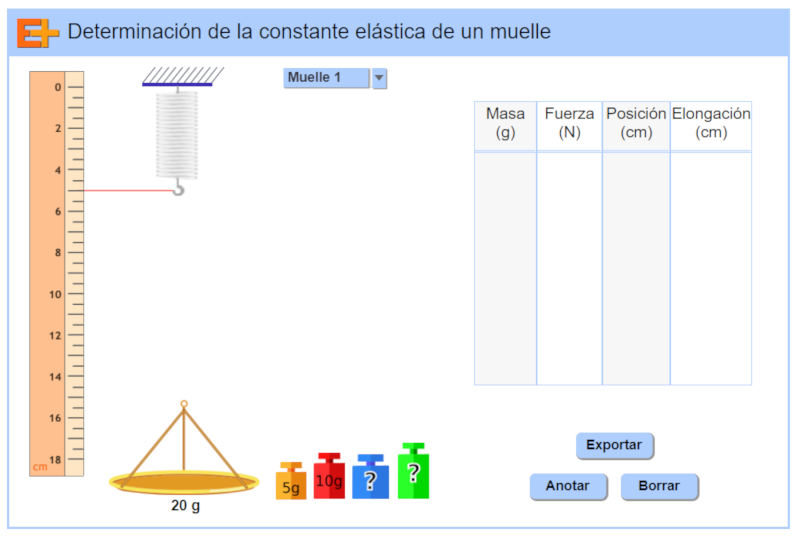 E+ Determinación de la constante elástica de un muelle
Muelle 1
0
2
4
6
8
10
12
14
16
18
cm
Masa (g)
Fuerza (N)
Posición (cm)
Elongación (cm)
20 g
5g
10g
?
?
Exportar
Anotar
Borrar